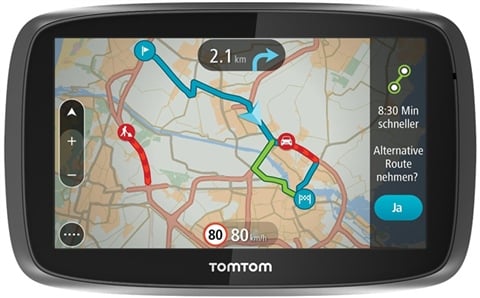 2.1 km
8:30 Min
schneller
Alternative
Route
nehmen?
Ja
80 80 km/h
TOMTOM